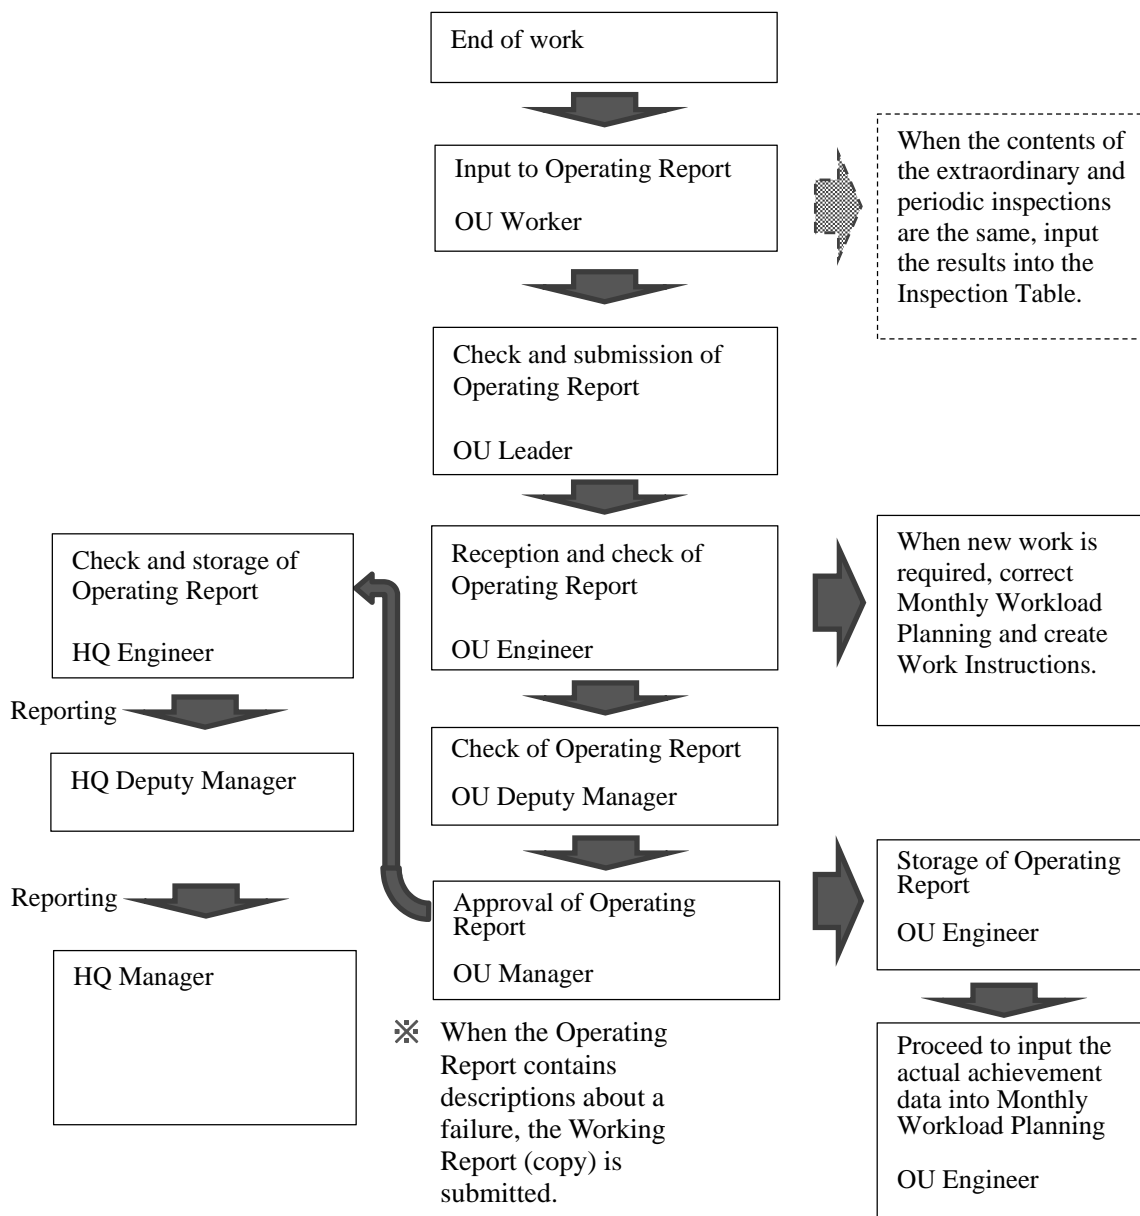 End of work
Input to Operating Report
OU Worker
When the contents of
the extraordinary and
periodic inspections
are the same, input
the results into the
Inspection Table.
Check and submission of
Operating Report
OU Leader
Reception and check of
Operating Report
OU Engineer
When new work is
required, correct
Monthly Workload
Planning and create
Work Instructions.
Check of Operating Report
OU Deputy Manager
Approval of Operating
Report
OU Manager
※ When the Operating
Report contains
descriptions about a
failure, the Working
Report (copy) is
submitted.
Check and storage of
Operating Report
HQ Engineer
Reporting
HQ Deputy Manager
Reporting
HQ Manager
Storage of Operating
Report
OU Engineer
Proceed to input the
actual achievement
data into Monthly
Workload Planning
OU Engineer